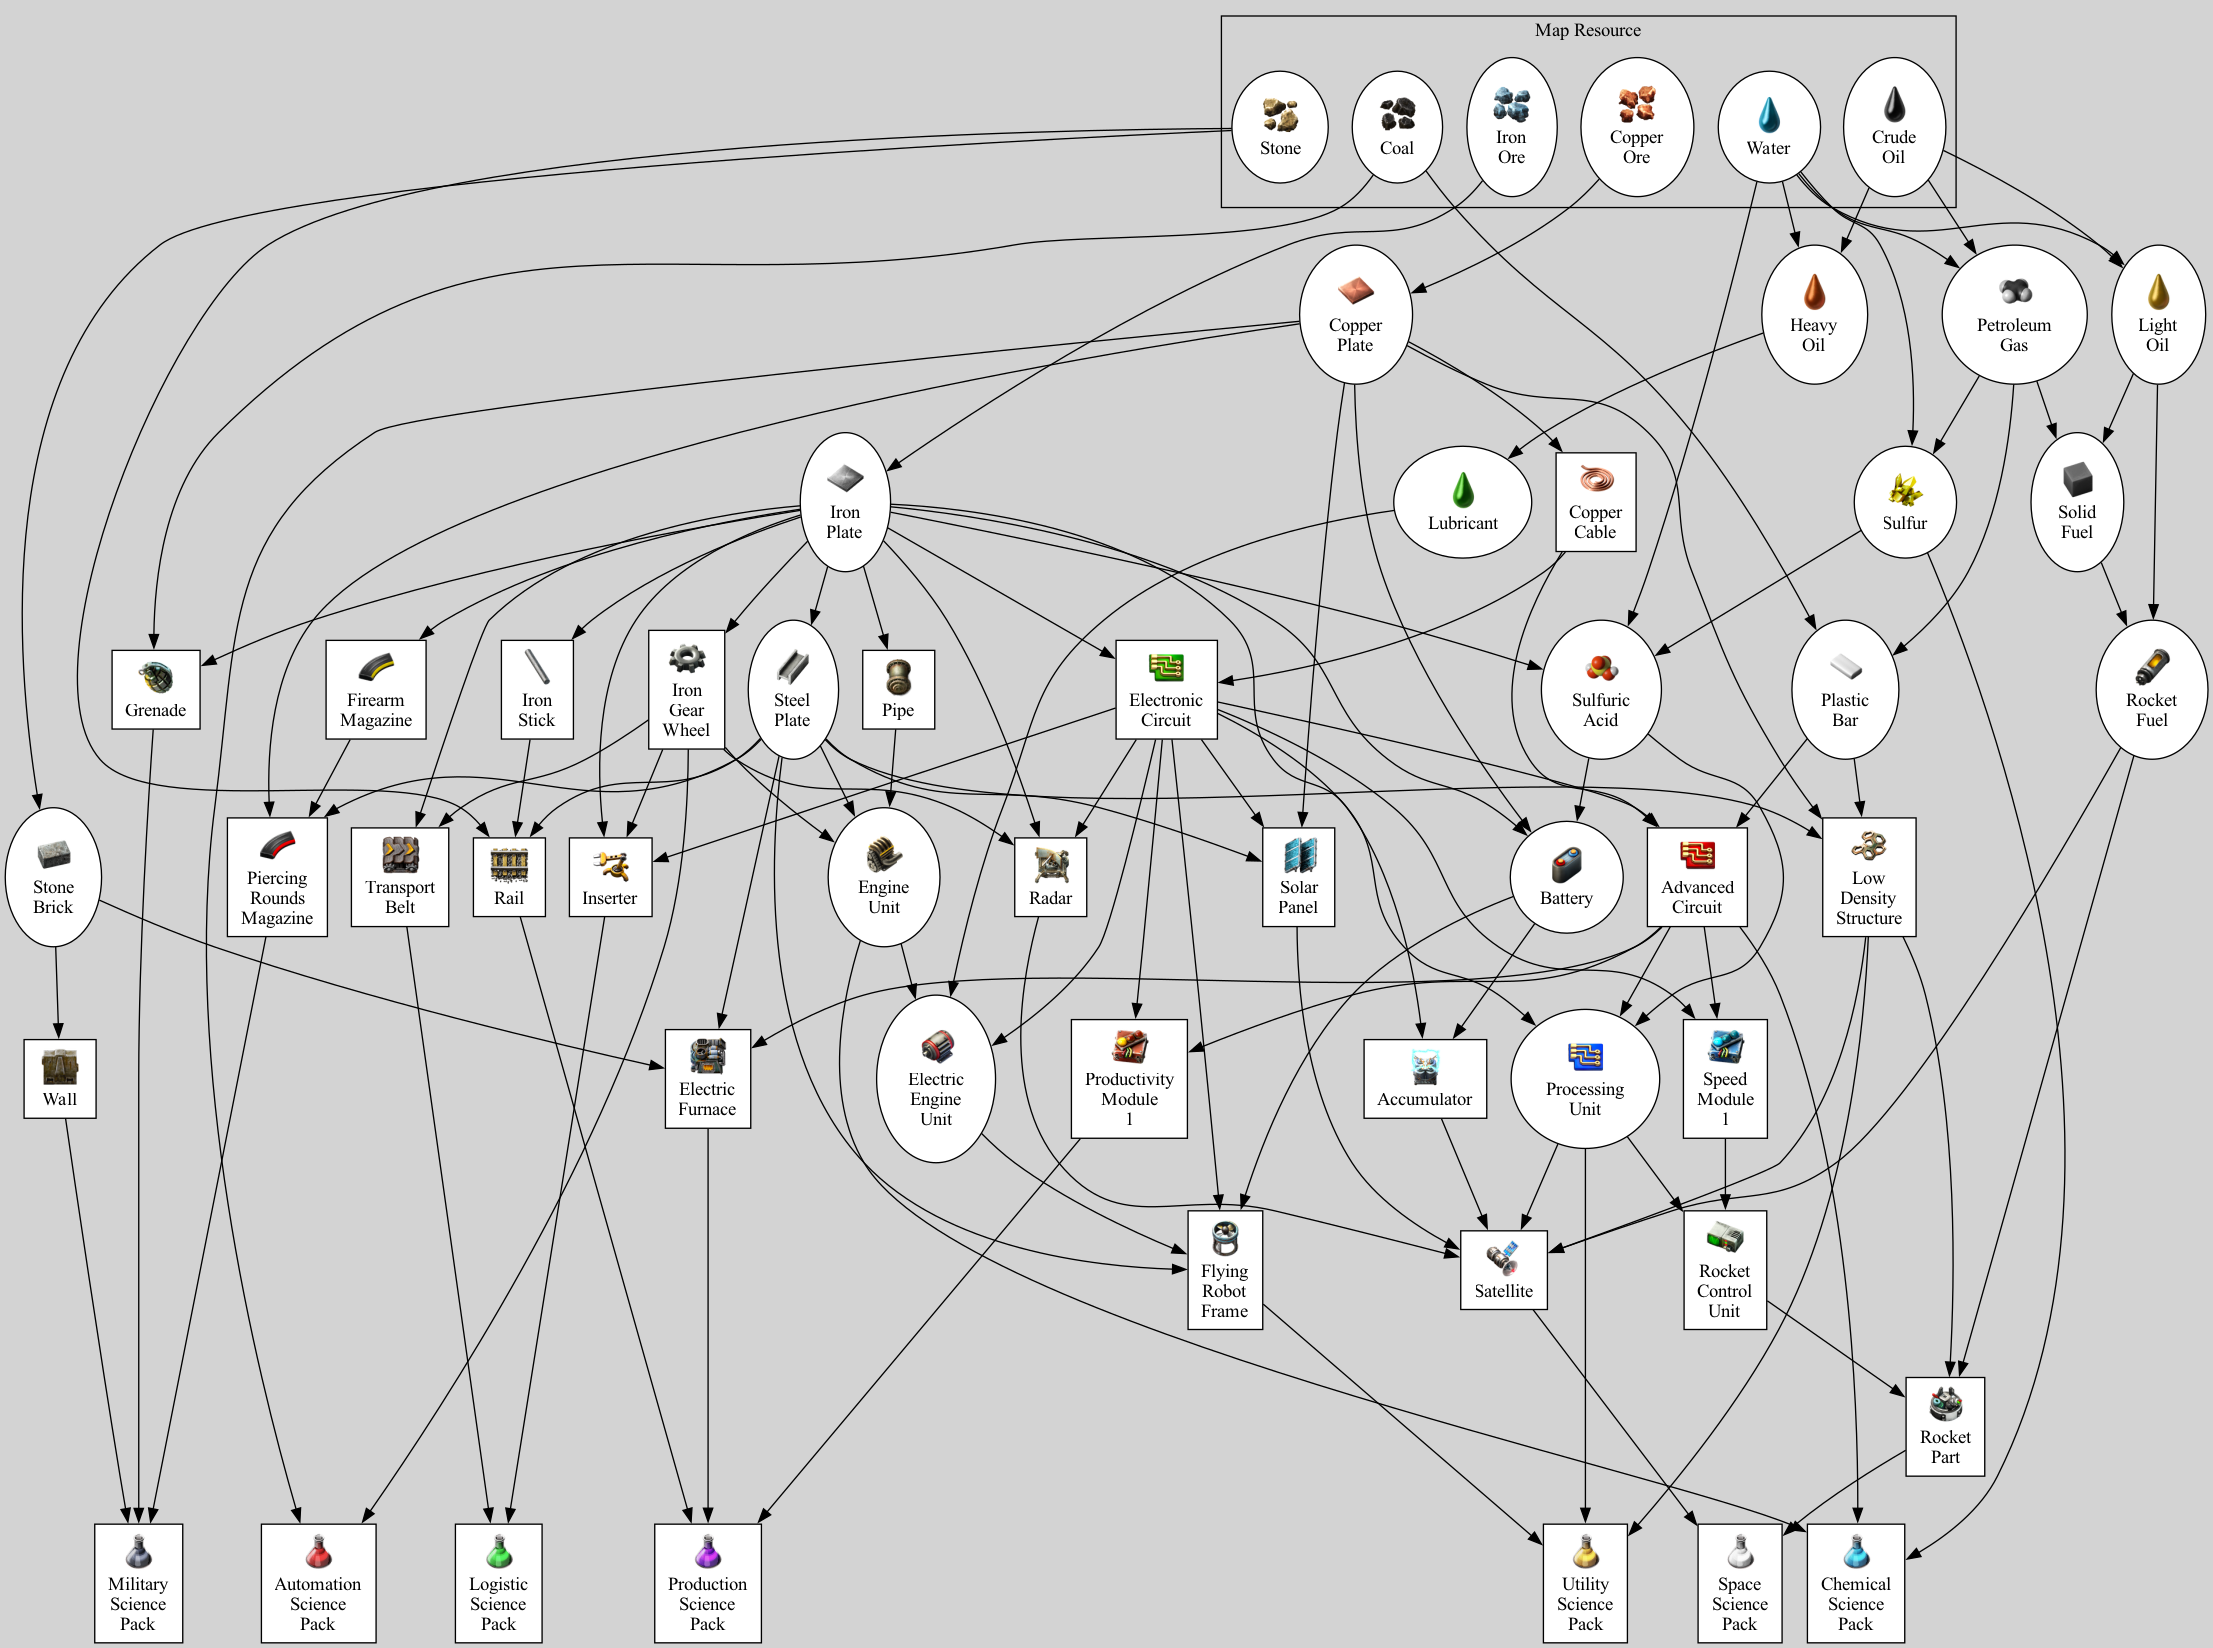 Map Resource
Stone
Coal
Iron
Ore
Copper
Ore
Water
Crude
Oil
Copper
Plate
Heavy
Oil
Petroleum
Gas
Light
Oil
Iron
Plate
Lubricant
Copper
Cable
Sulfur
Solid
Fuel
Grenade
Firearm
Magazine
Iron
Stick
Iron
Gear
Wheel
Steel
Plate
Pipe
Electronic
Circuit
Sulfuric
Acid
Plastic
Bar
Rocket
Fuel
Stone
Brick
Piercing
Rounds
Magazine
Transport
Belt
Rail
Inserter
Engine
Unit
Radar
Solar
Panel
Battery
Advanced
Circuit
Low
Density
Structure
Wall
Electric
Furnace
Electric
Engine
Unit
Productivity
Module
1
Accumulator
Processing
Unit
Speed
Module
1
Flying
Robot
Frame
Satellite
Rocket
Control
Unit
Rocket
Part
Military
Science
Pack
Automation
Science
Pack
Logistic
Science
Pack
Production
Science
Pack
Utility
Science
Pack
Space
Science
Pack
Chemical
Science
Pack